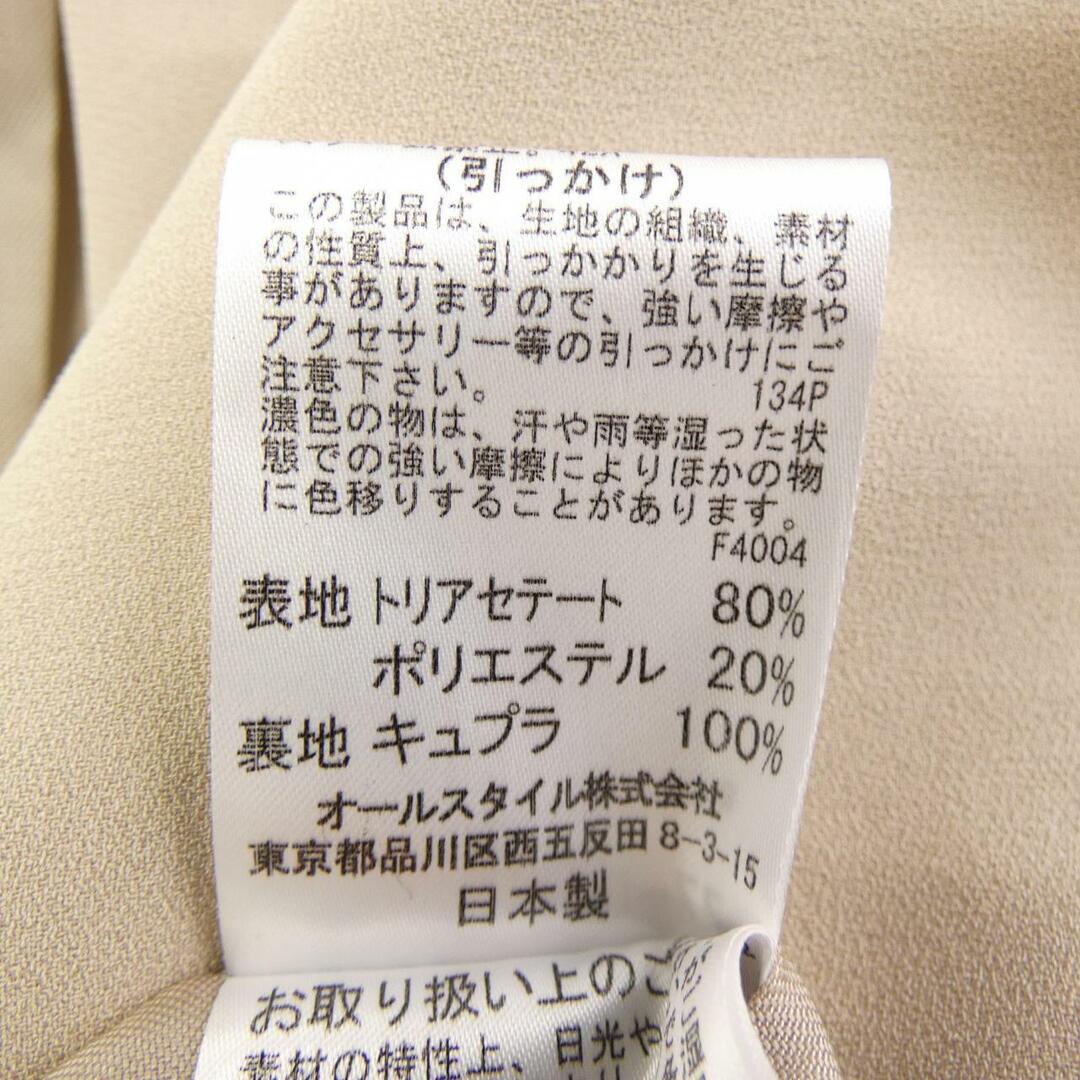 (引っかけ)
この製品は、生地の組織、素材
の性質上、引っかかりを生じる
事がありますので、強い摩擦や
アクセサリー等の引っかけにご
注意下さい。 134P
濃色の物は、汗や雨等湿った状
態での強い摩擦によりほかの物
に色移りすることがあります。
F4004
表地 トリアセテート 80%
ポリエステル 20%
裏地 キュプラ 100%
オールスタイル株式会社
東京都品川区西五反田 8-3-15
日本製
お取り扱い上のご
素材の特性上、日光や